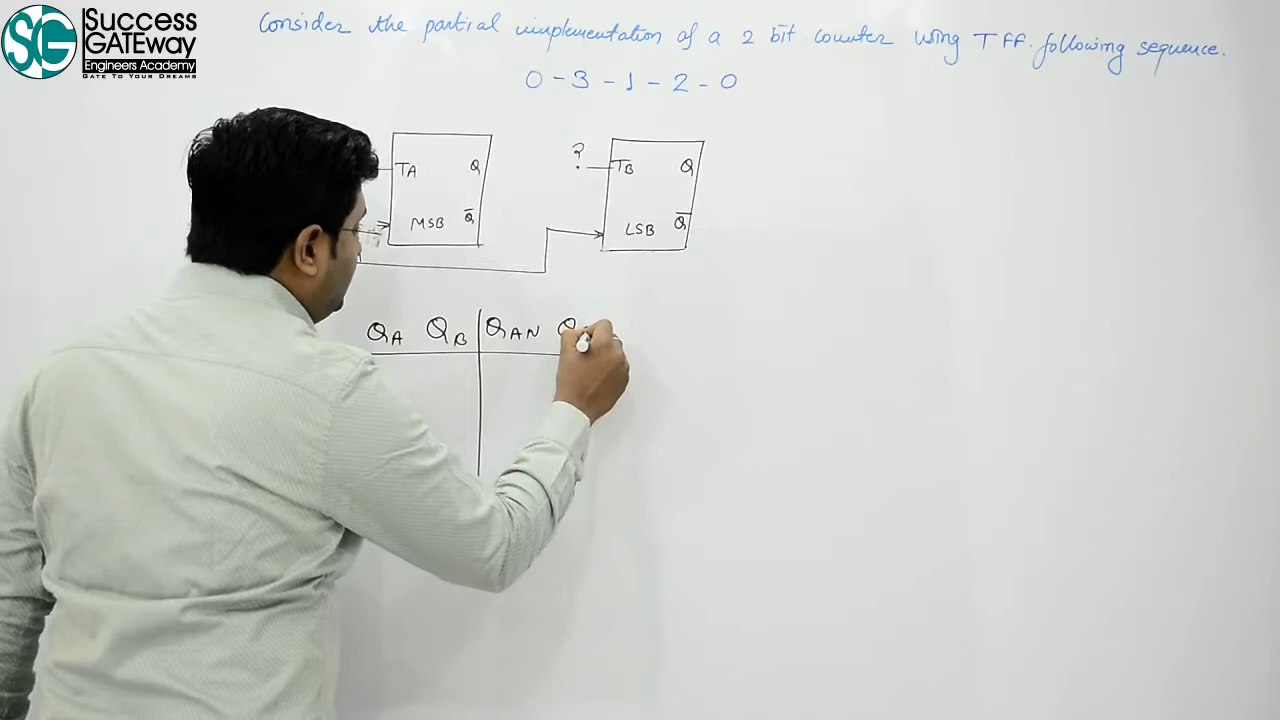 Success
GATEway
Engineers Academy
GATE TO YOUR DREAMS
SG
Consider the partial implementation of a 2 bit counter using T FF. following sequence.
0 - 3 - 1 - 2 - 0
TA Q
MSB Q̅
? TB Q
LSB Q̅
QA QB QAN Q